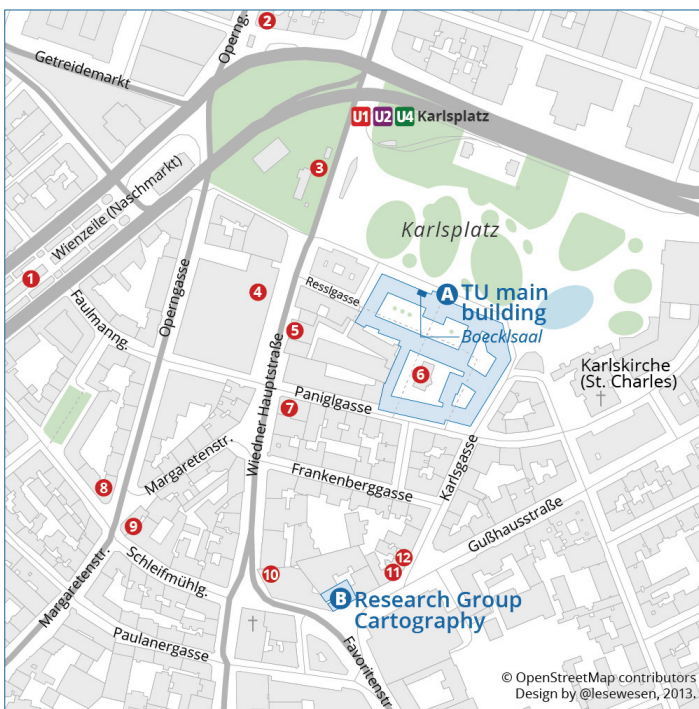 2
Operng.
Getreidemarkt
U1 U2 U4 Karlsplatz
3
Wienzeile (Naschmarkt)
Karlsplatz
1
4
Resslgasse
A TU main
building
Boecklsaal
Operngasse
Faulmanng.
5
Karlskirche
(St. Charles)
6
Wiedner Hauptstraße
Paniglgasse
7
Margaretenstr.
Frankenberggasse
Karlsgasse
8
9
Gußhausstraße
Schleifmühlg.
12
11
10
Margaretenstr.
B Research Group
Cartography
Paulanergasse
Favoritenstr.
© OpenStreetMap contributors
Design by @lesewesen, 2013.